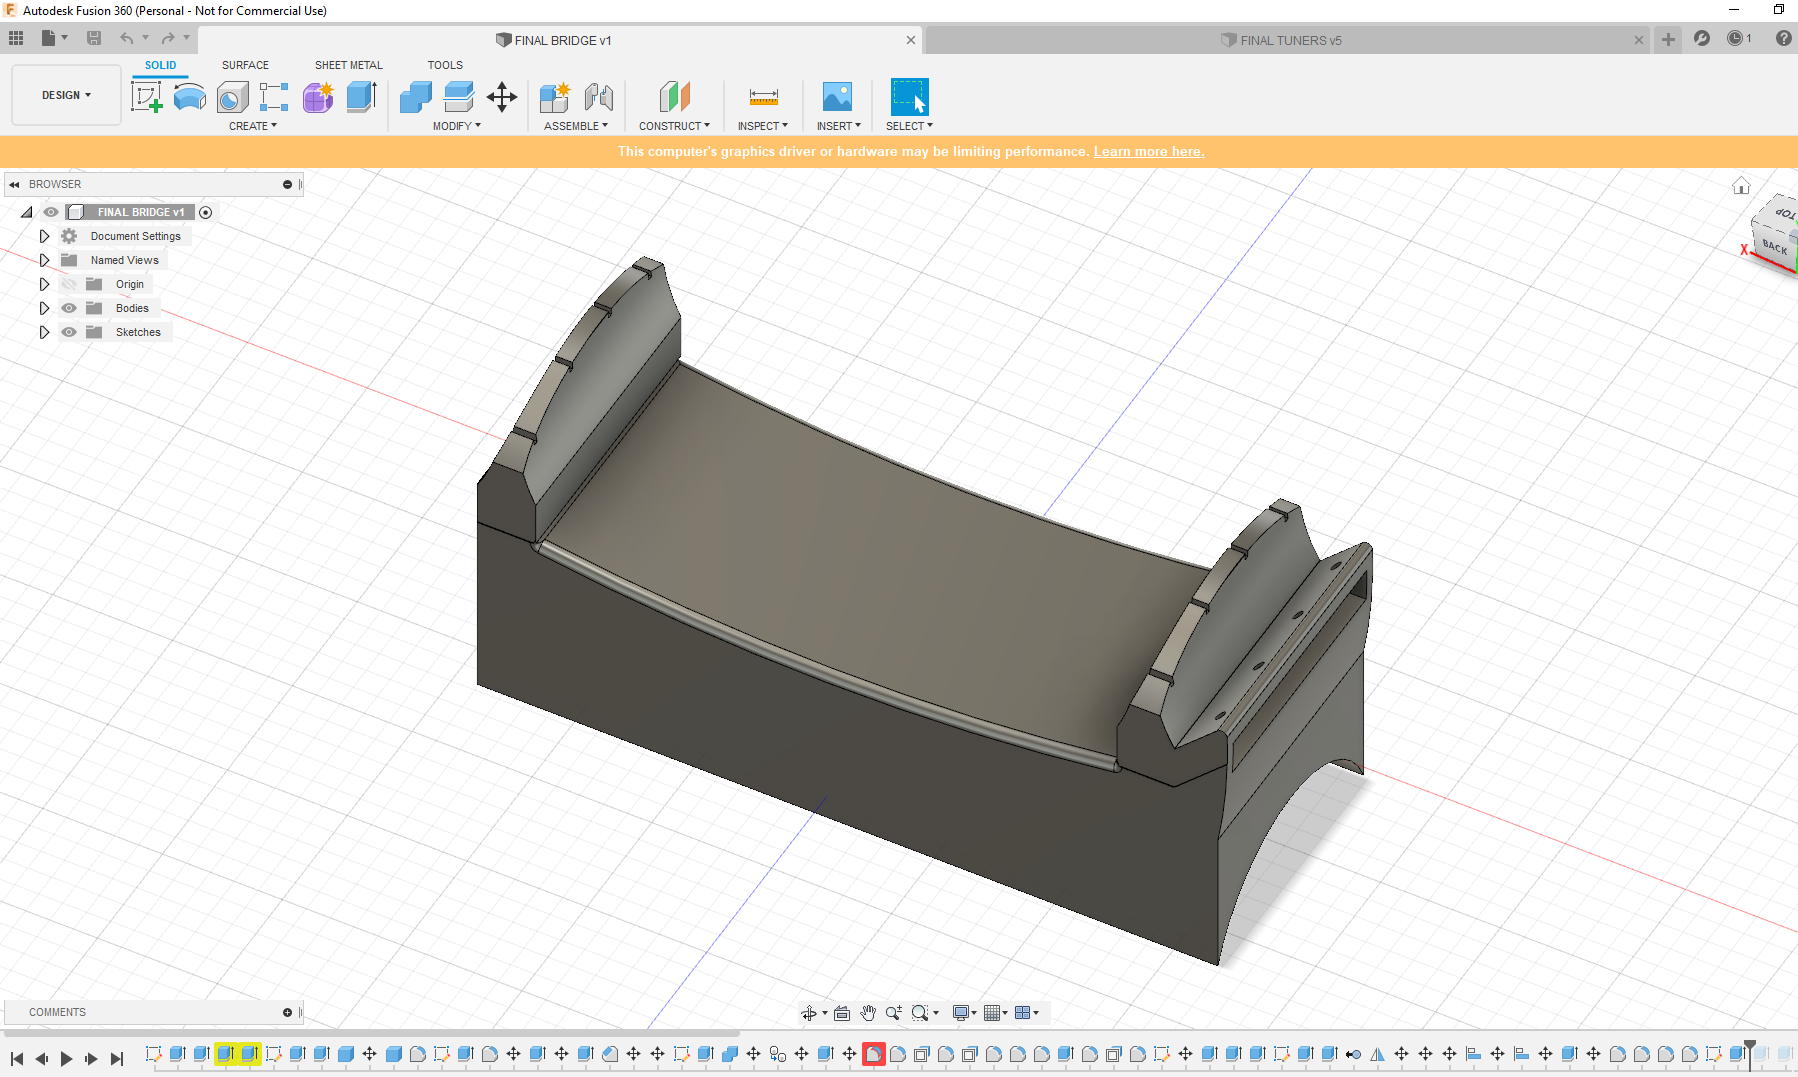 Autodesk Fusion 360 (Personal - Not for Commercial Use)
FINAL BRIDGE v1
FINAL TUNERS v5
1
SOLID SURFACE SHEET METAL TOOLS
DESIGN
CREATE MODIFY ASSEMBLE CONSTRUCT INSPECT INSERT SELECT
This computer's graphics driver or hardware may be limiting performance. Learn more here.
BROWSER
FINAL BRIDGE v1
Document Settings
Named Views
Origin
Bodies
Sketches
TOP
BACK
X
COMMENTS